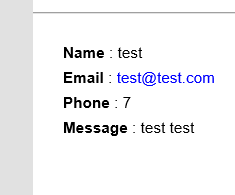 Name : test
Email : test@test.com
Phone : 7
Message : test test